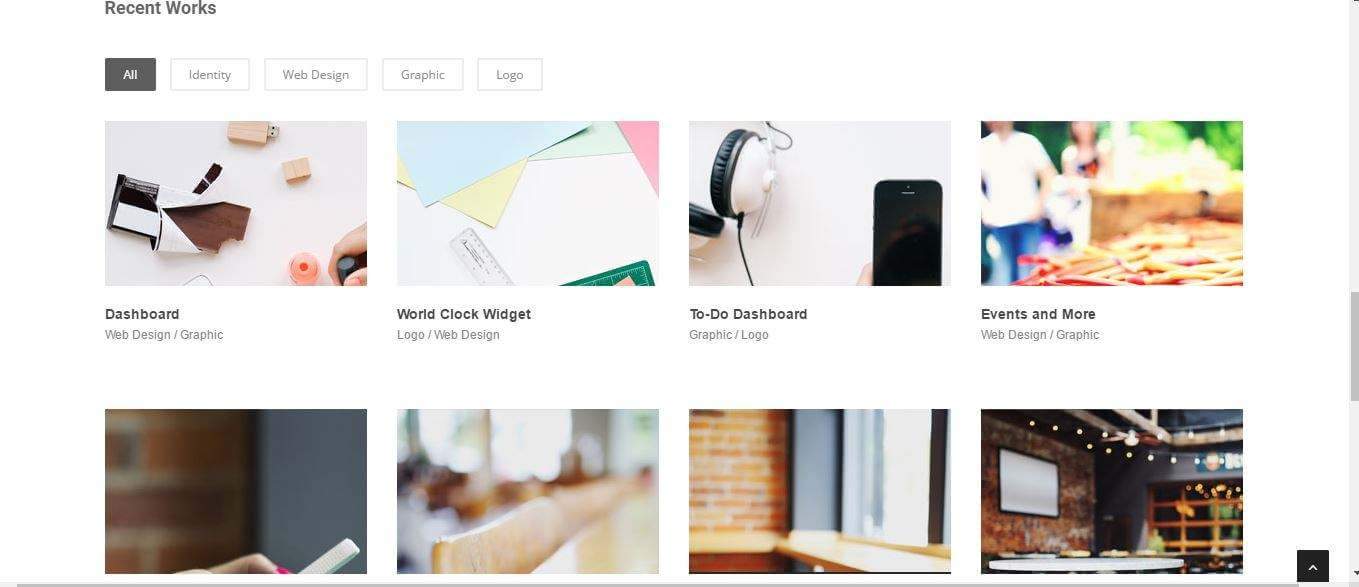 Recent Works
All
Identity
Web Design
Graphic
Logo
Dashboard
Web Design / Graphic
World Clock Widget
Logo / Web Design
To-Do Dashboard
Graphic / Logo
Events and More
Web Design / Graphic